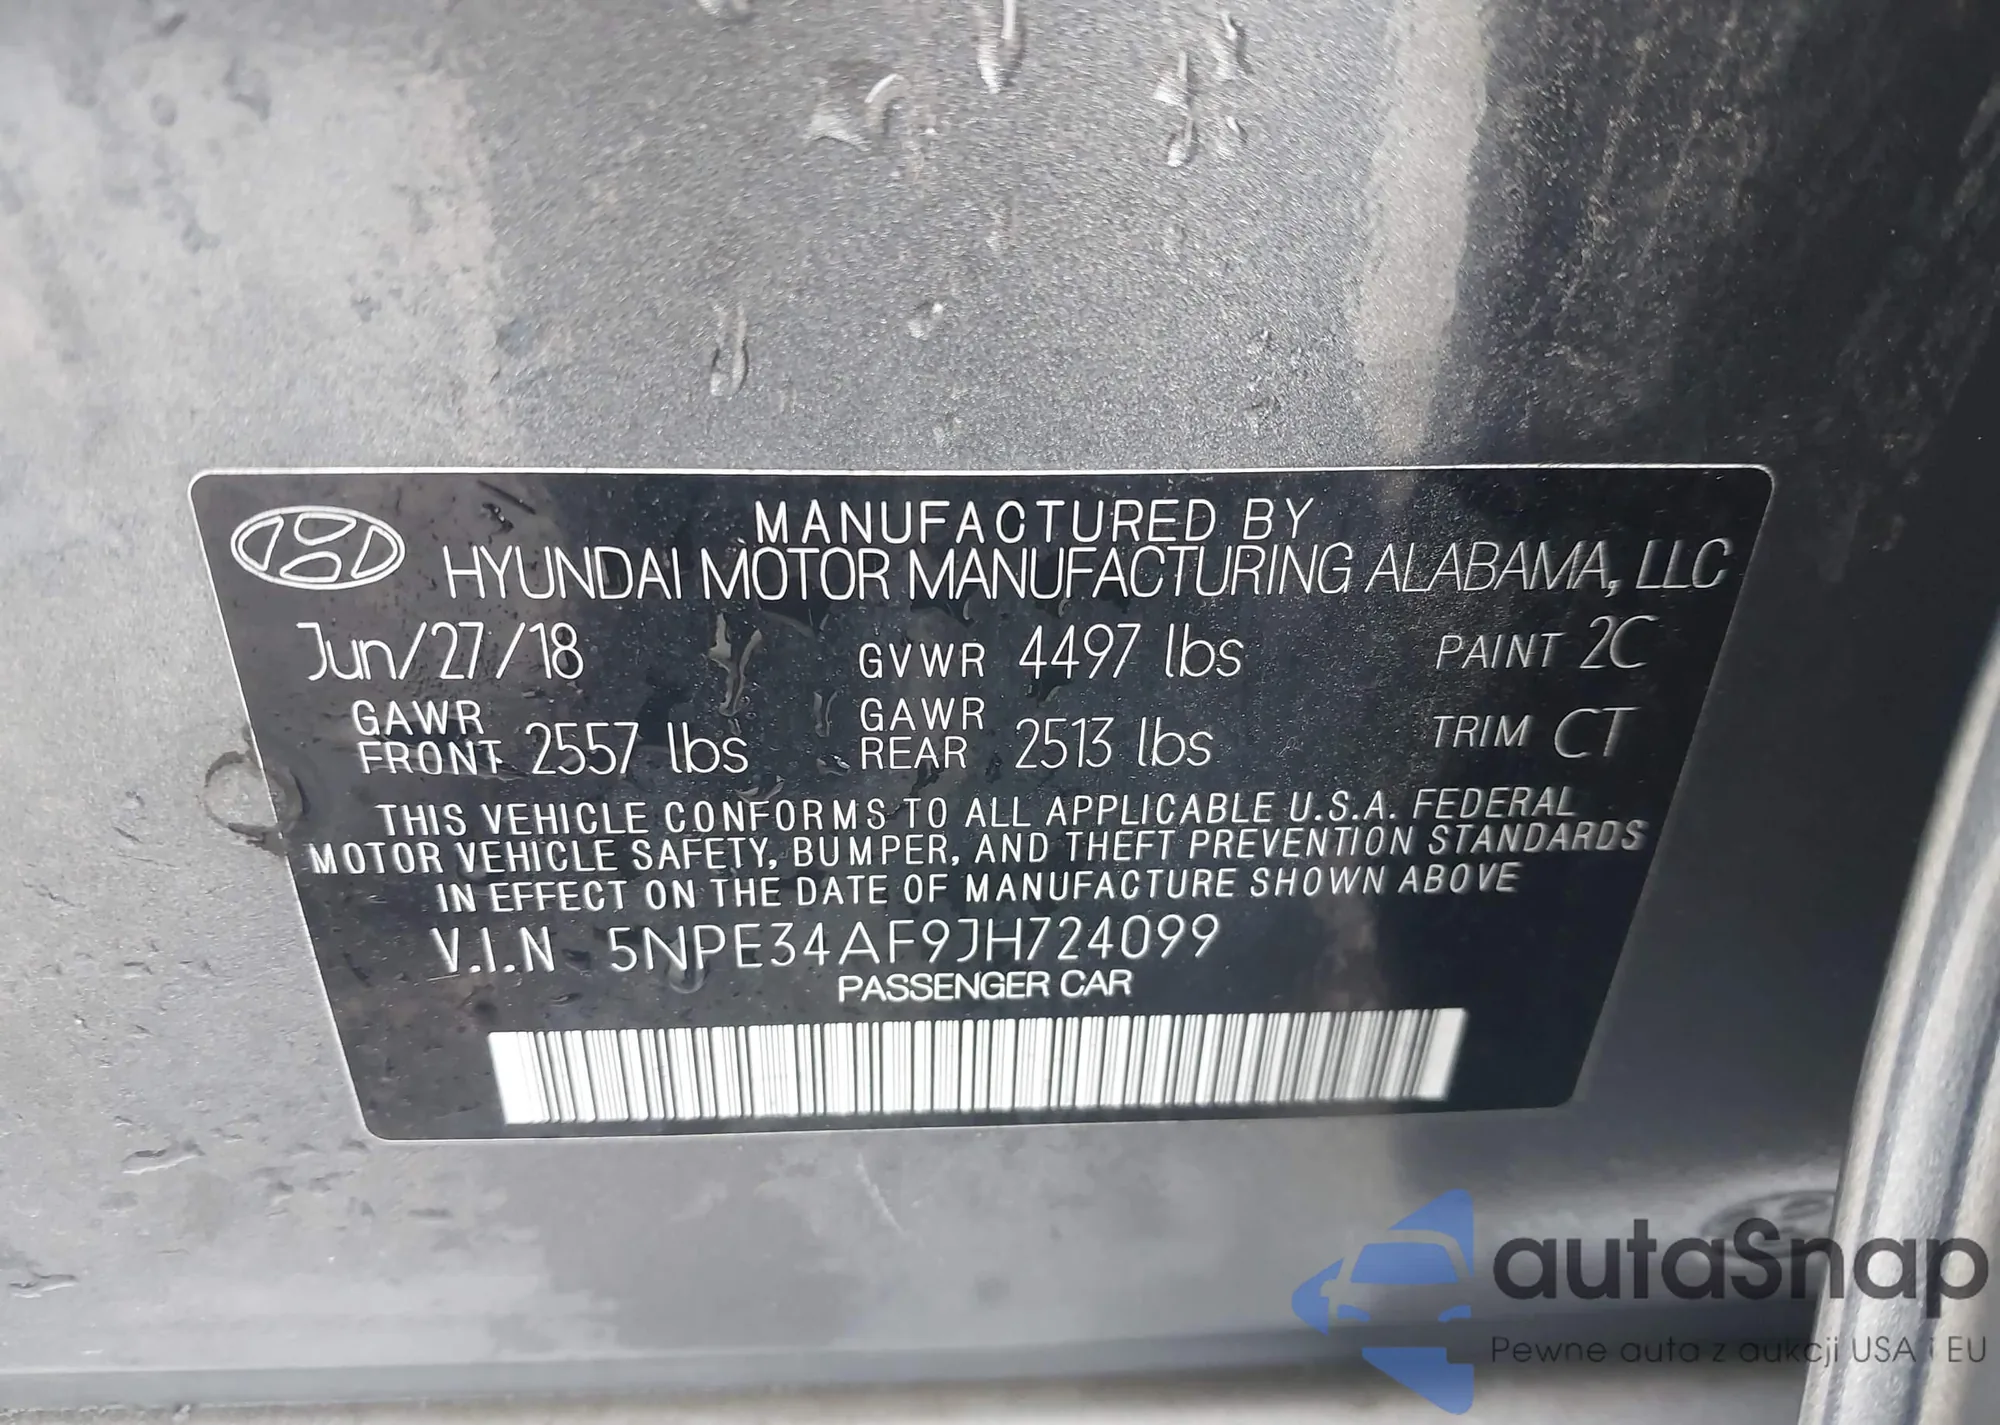 MANUFACTURED BY
HYUNDAI MOTOR MANUFACTURING ALABAMA, LLC
Jun/27/18 GVWR 4497 lbs PAINT 2C
GAWR FRONT 2557 lbs GAWR REAR 2513 lbs TRIM CT
THIS VEHICLE CONFORMS TO ALL APPLICABLE U.S.A. FEDERAL
MOTOR VEHICLE SAFETY, BUMPER, AND THEFT PREVENTION STANDARDS
IN EFFECT ON THE DATE OF MANUFACTURE SHOWN ABOVE
V.I.N 5NPE34AF9JH724099
PASSENGER CAR
autaSnap
Pewne auta z aukcji USA i EU